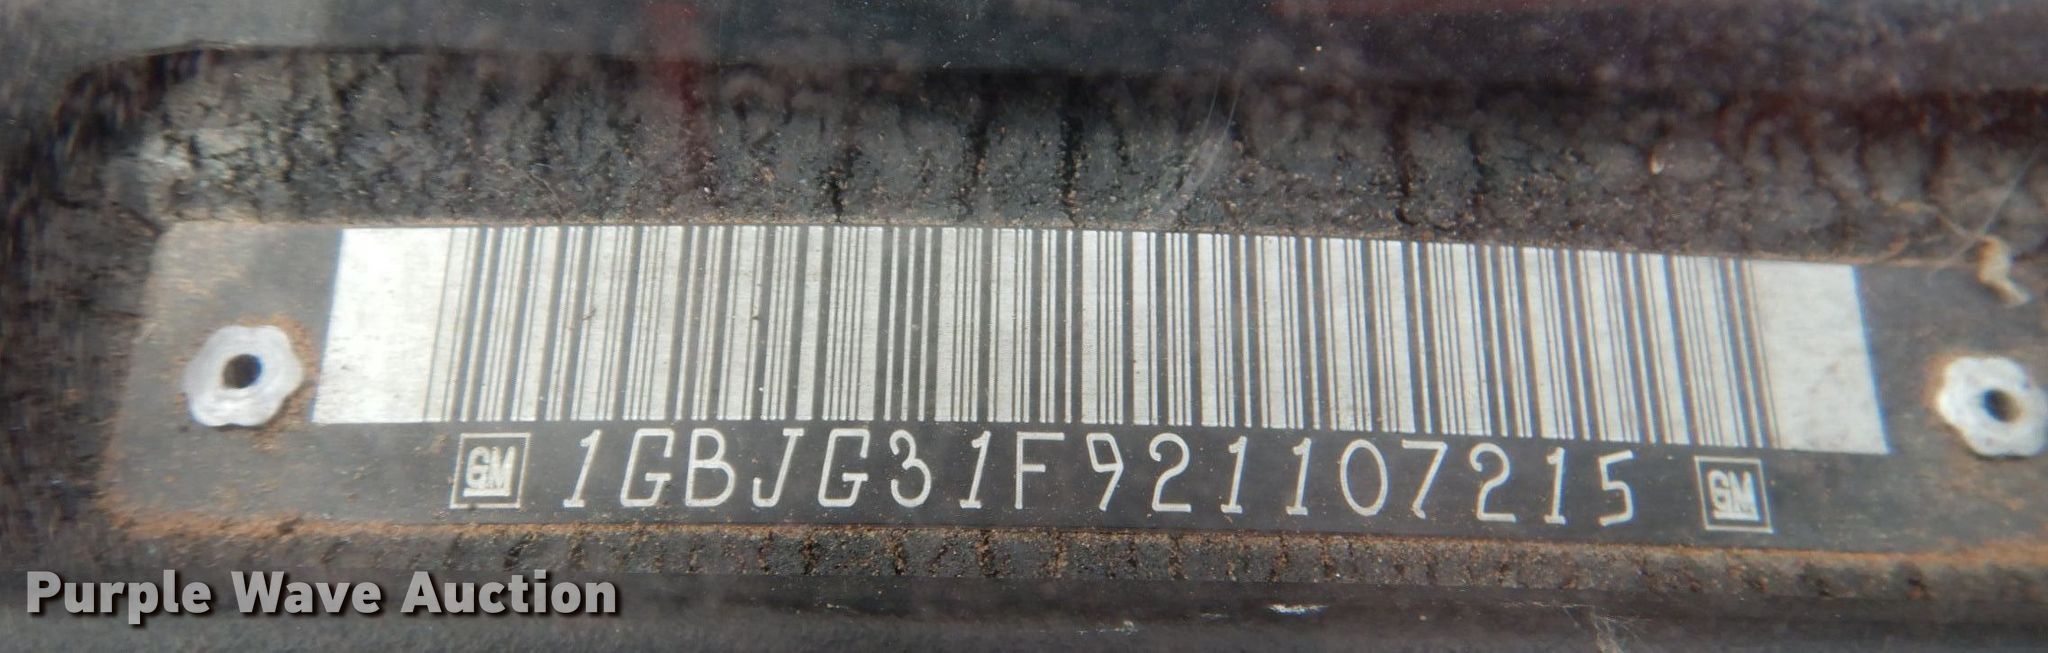 GM 1GBJG31F921107215 GM
Purple Wave Auction